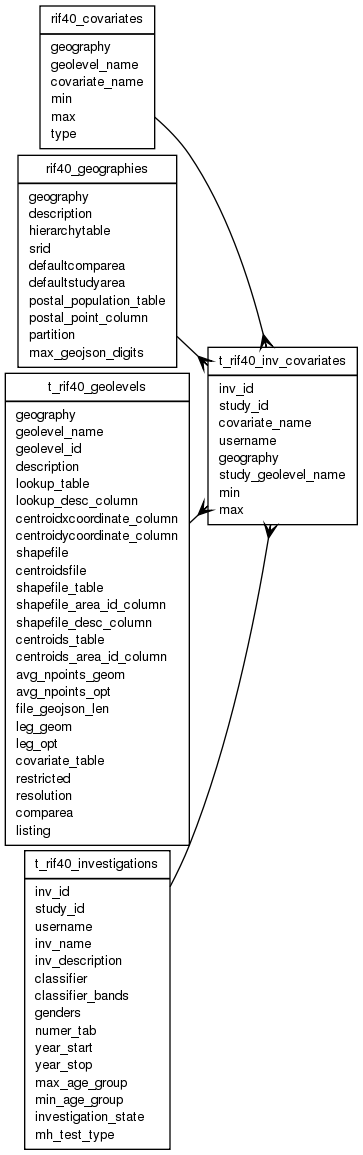 rif40_covariates
geography
geolevel_name
covariate_name
min
max
type
rif40_geographies
geography
description
hierarchytable
srid
defaultcomparea
defaultstudyarea
postal_population_table
postal_point_column
partition
max_geojson_digits
t_rif40_inv_covariates
inv_id
study_id
covariate_name
username
geography
study_geolevel_name
min
max
t_rif40_geolevels
geography
geolevel_name
geolevel_id
description
lookup_table
lookup_desc_column
centroidxcoordinate_column
centroidycoordinate_column
shapefile
centroidsfile
shapefile_table
shapefile_area_id_column
shapefile_desc_column
centroids_table
centroids_area_id_column
avg_npoints_geom
avg_npoints_opt
file_geojson_len
leg_geom
leg_opt
covariate_table
restricted
resolution
comparea
listing
t_rif40_investigations
inv_id
study_id
username
inv_name
inv_description
classifier
classifier_bands
genders
numer_tab
year_start
year_stop
max_age_group
min_age_group
investigation_state
mh_test_type